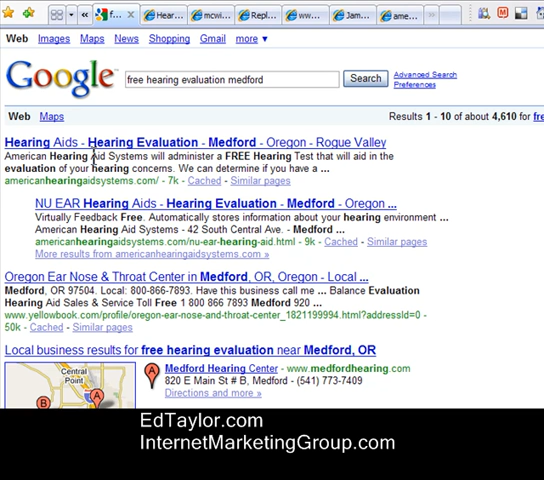 f...
Hear...
mcwi...
Repl...
ww...
Jam...
ame...
Web Images Maps News Shopping Gmail more ▼
Google
free hearing evaluation medford
Search
Advanced Search
Preferences
Web Maps
Results 1 - 10 of about 4,610 for fre
Hearing Aids - Hearing Evaluation - Medford - Oregon - Rogue Valley
American Hearing Aid Systems will administer a FREE Hearing Test that will aid in the
evaluation of your hearing concerns. We can determine if you have a ...
americanhearingaidsystems.com/ - 7k - Cached - Similar pages
NU EAR Hearing Aids - Hearing Evaluation - Medford - Oregon ...
Virtually Feedback Free. Automatically stores information about your hearing environment ...
American Hearing Aid Systems - 42 South Central Ave. - Medford ...
americanhearingaidsystems.com/nu-ear-hearing-aid.html - 9k - Cached - Similar pages
More results from americanhearingaidsystems.com »
Oregon Ear Nose & Throat Center in Medford, OR, Oregon - Local ...
Medford, OR 97504. Local: 800-866-7893. Have this business call me ... Balance Evaluation
Hearing Aid Sales & Service Toll Free 1 800 866 7893 Medford 920 ...
www.yellowbook.com/profile/oregon-ear-nose-and-throat-center_1821199994.html?addressId=0 -
50k - Cached - Similar pages
Local business results for free hearing evaluation near Medford, OR
Central
Point
B
A
A
Medford Hearing Center - www.medfordhearing.com
820 E Main St # B, Medford - (541) 773-7409
Directions and more »
EdTaylor.com
InternetMarketingGroup.com